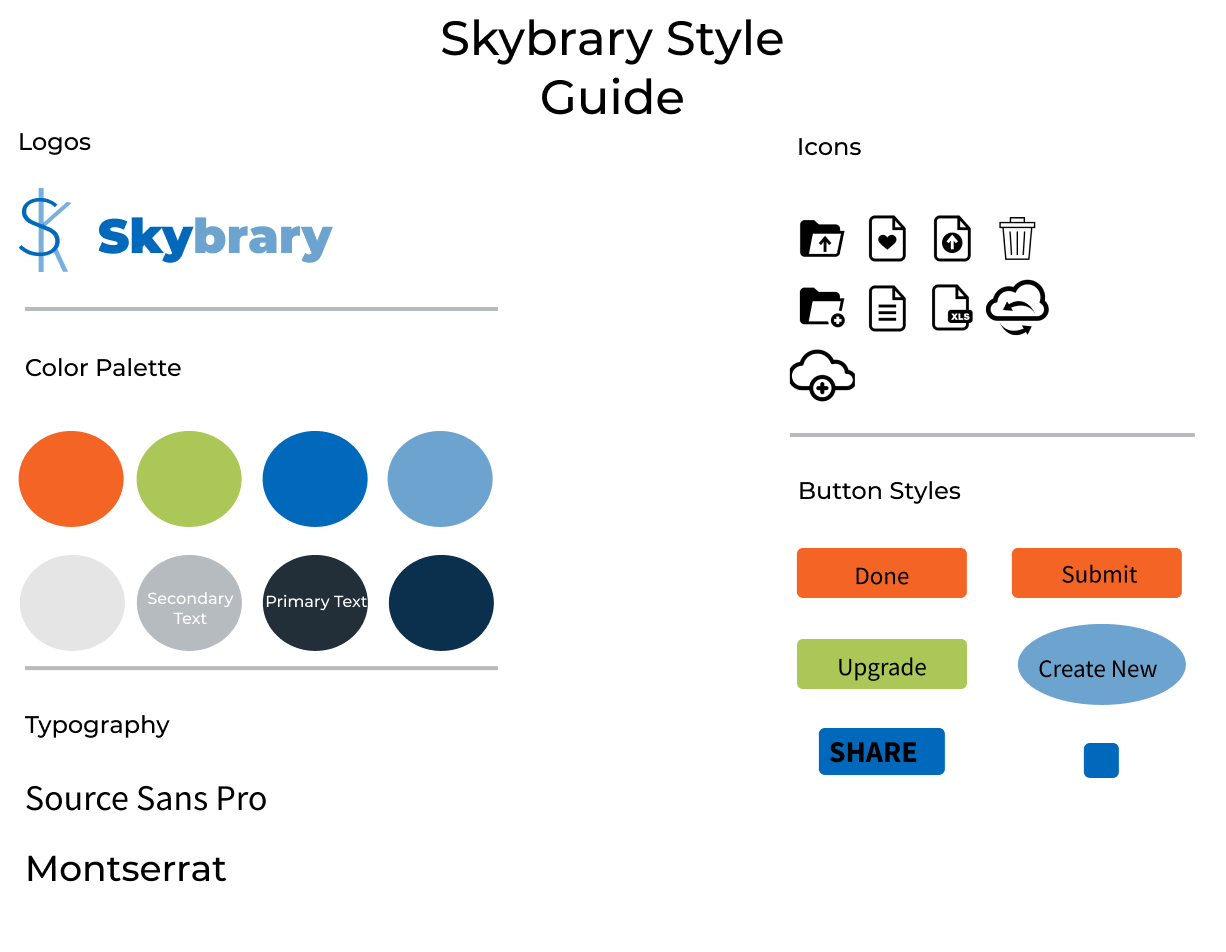 Skybrary Style
Guide
Logos
SK
Skybrary
Color Palette
Secondary
Text
Primary Text
Typography
Source Sans Pro
Montserrat
Icons
XLS
Button Styles
Done
Submit
Upgrade
Create New
SHARE